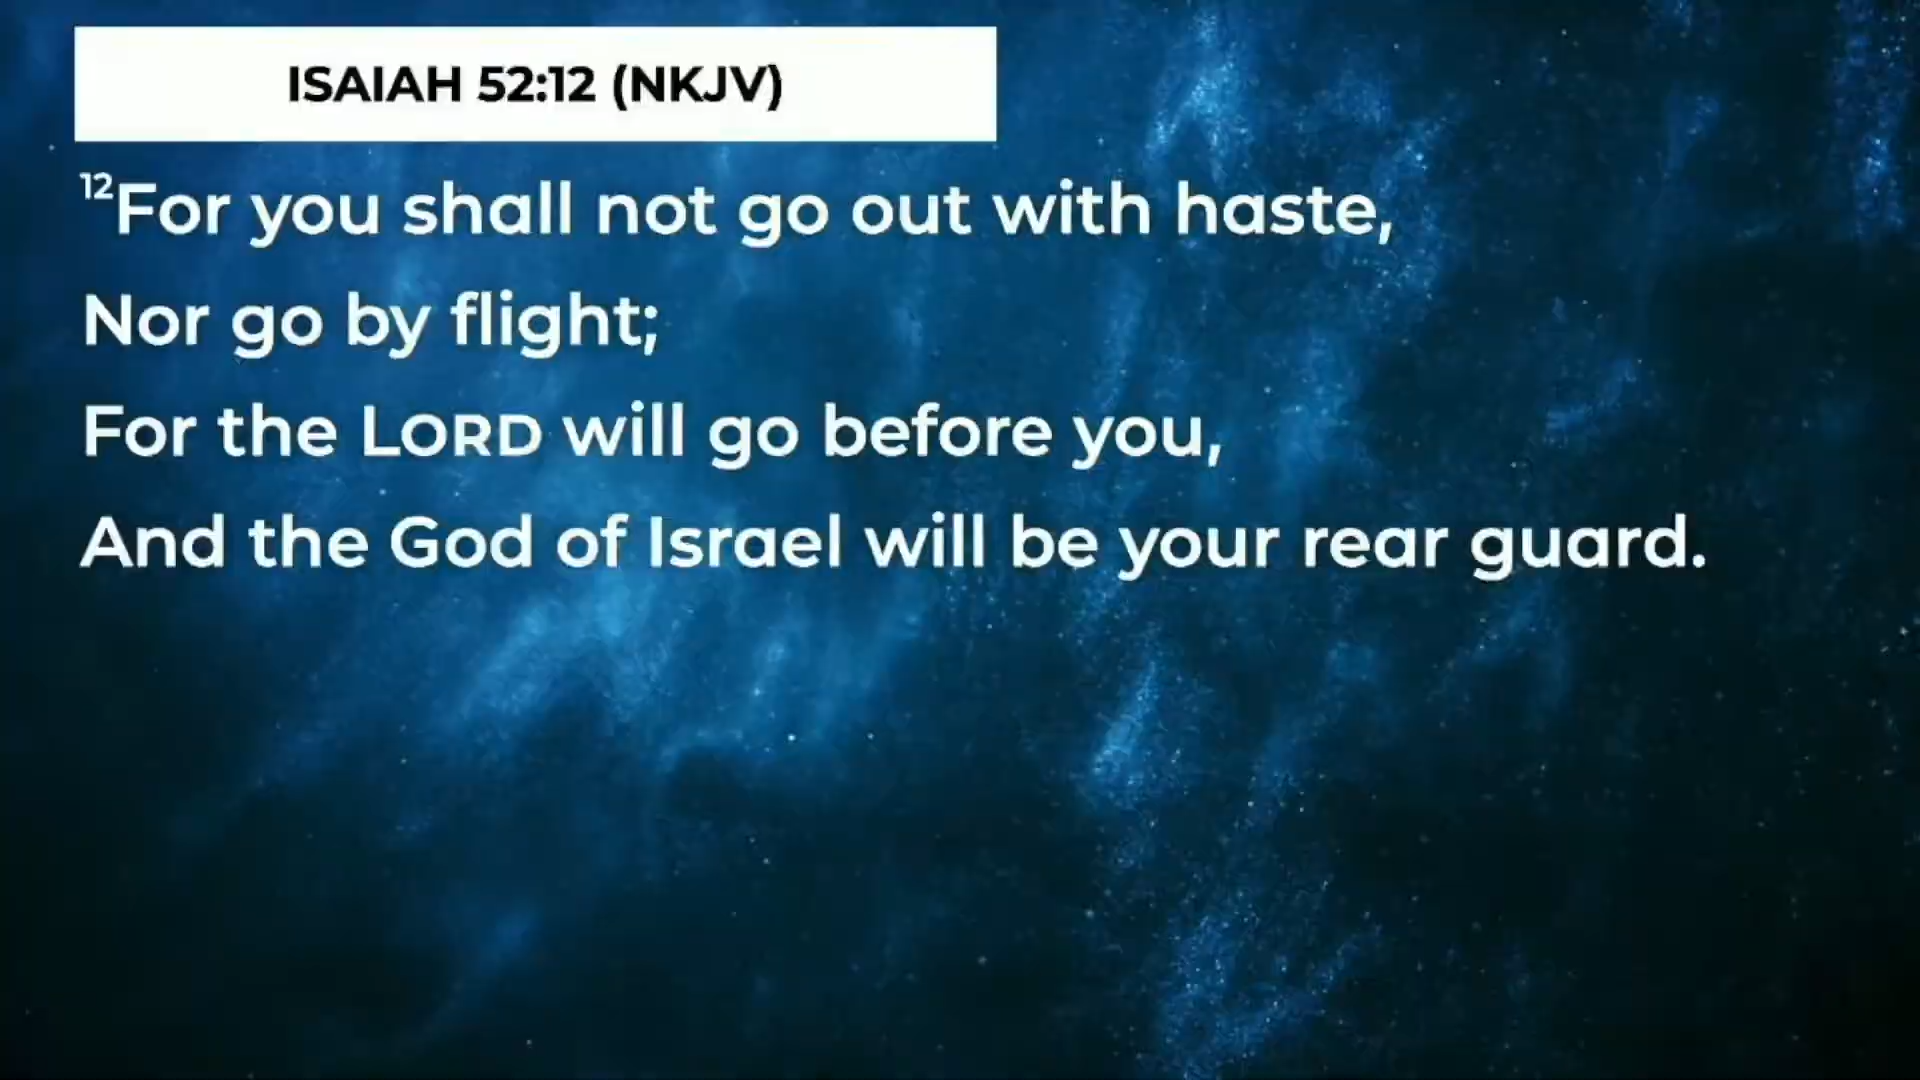 ISAIAH 52:12 (NKJV)
12For you shall not go out with haste,
Nor go by flight;
For the LORD will go before you,
And the God of Israel will be your rear guard.